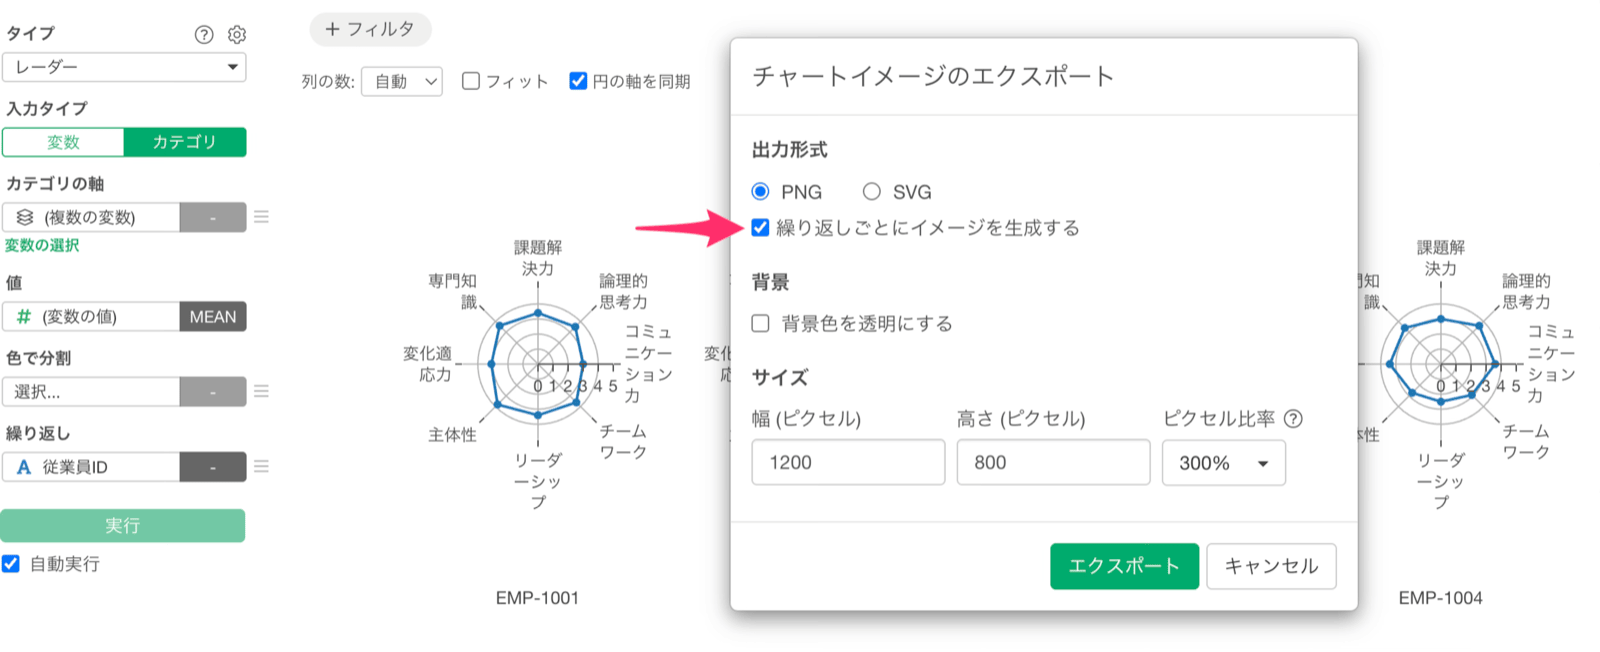 タイプ
レーダー
入力タイプ
変数
カテゴリ
カテゴリの軸
(複数の変数)
-
変数の選択
値
(変数の値)
MEAN
色で分割
選択...
-
繰り返し
従業員ID
-
実行
自動実行
+ フィルタ
列の数:
自動
フィット
円の軸を同期
課題解
決力
論理的
思考力
コミュ
ニケー
ション
力
チーム
ワーク
リーダ
ーシッ
プ
主体性
変化適
応力
専門知
識
0 1 2 3 4 5
EMP-1001
変化
チャートイメージのエクスポート
出力形式
PNG
SVG
繰り返しごとにイメージを生成する
背景
背景色を透明にする
サイズ
幅 (ピクセル)
高さ (ピクセル)
ピクセル比率
1200
800
300%
エクスポート
キャンセル
課題解
決力
論理的
思考力
コミュ
ニケー
ション
力
チーム
ワーク
リーダ
ーシッ
プ
体性
門知
識
0 1 2 3 4 5
EMP-1004